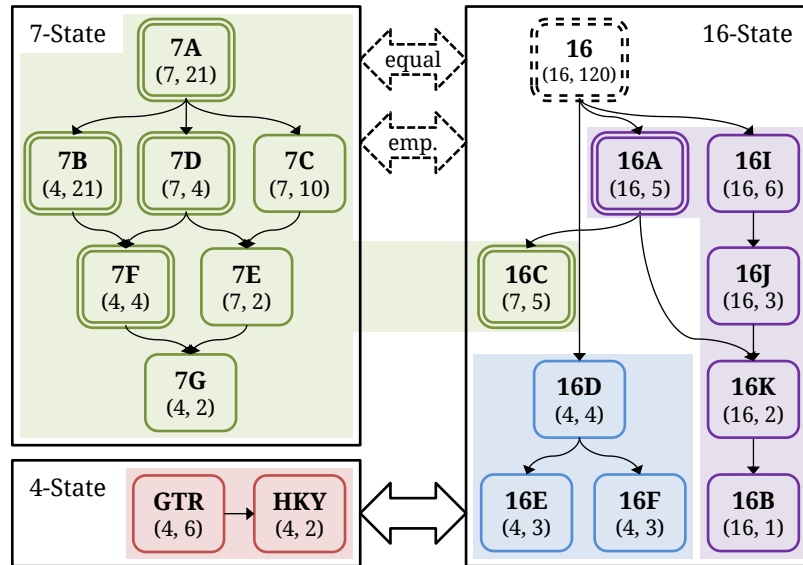 7-State
7A
(7, 21)
7B
(4, 21)
7D
(7, 4)
7C
(7, 10)
7F
(4, 4)
7E
(7, 2)
7G
(4, 2)
4-State
GTR
(4, 6)
HKY
(4, 2)
equal
emp.
16-State
16
(16, 120)
16A
(16, 5)
16I
(16, 6)
16C
(7, 5)
16J
(16, 3)
16D
(4, 4)
16K
(16, 2)
16E
(4, 3)
16F
(4, 3)
16B
(16, 1)